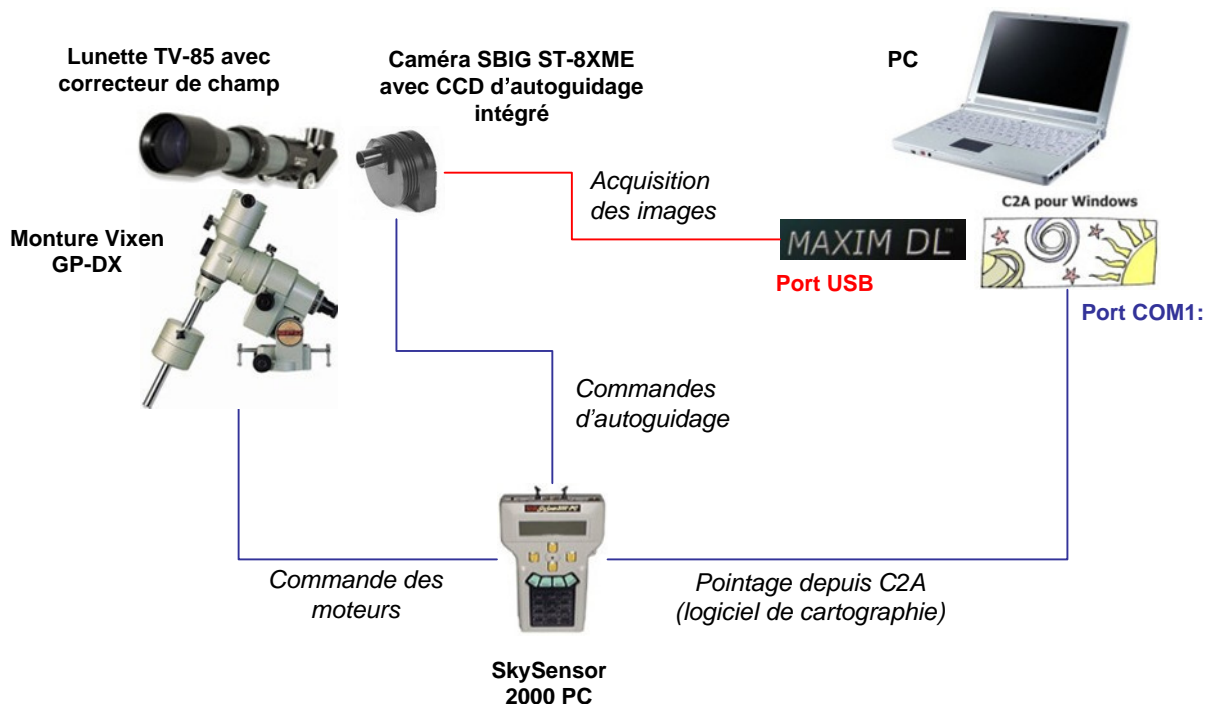 Lunette TV-85 avec
correcteur de champ
Caméra SBIG ST-8XME
avec CCD d'autoguidage
intégré
PC
Acquisition
des images
C2A pour Windows
MAXIM DL™
Monture Vixen
GP-DX
Port USB
Port COM1:
Commandes
d'autoguidage
Commande des
moteurs
Pointage depuis C2A
(logiciel de cartographie)
SkySensor
2000 PC